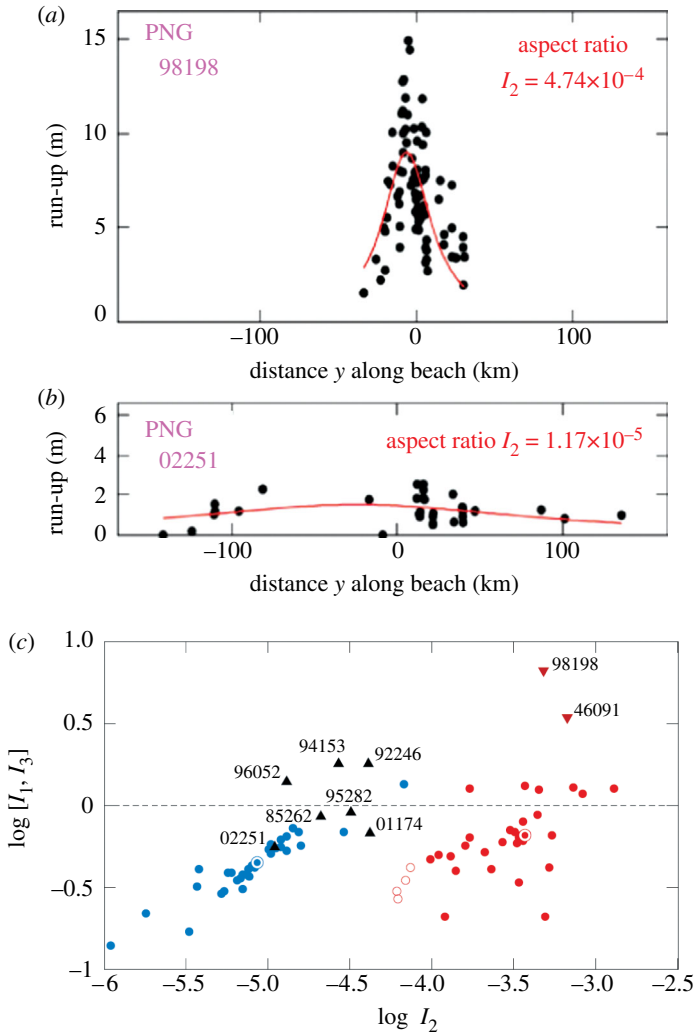 (a)
PNG
98198
aspect ratio
I₂ = 4.74×10⁻⁴
run-up (m)
15
10
5
0
−100
0
100
distance y along beach (km)
(b)
PNG
02251
aspect ratio I₂ = 1.17×10⁻⁵
run-up (m)
6
4
2
0
−100
0
100
distance y along beach (km)
(c)
log [I₁, I₃]
1.0
0.5
0
−0.5
−1
98198
46091
94153
92246
96052
95282
85262
01174
02251
−6
−5.5
−5.0
−4.5
−4.0
−3.5
−3.0
−2.5
log I₂